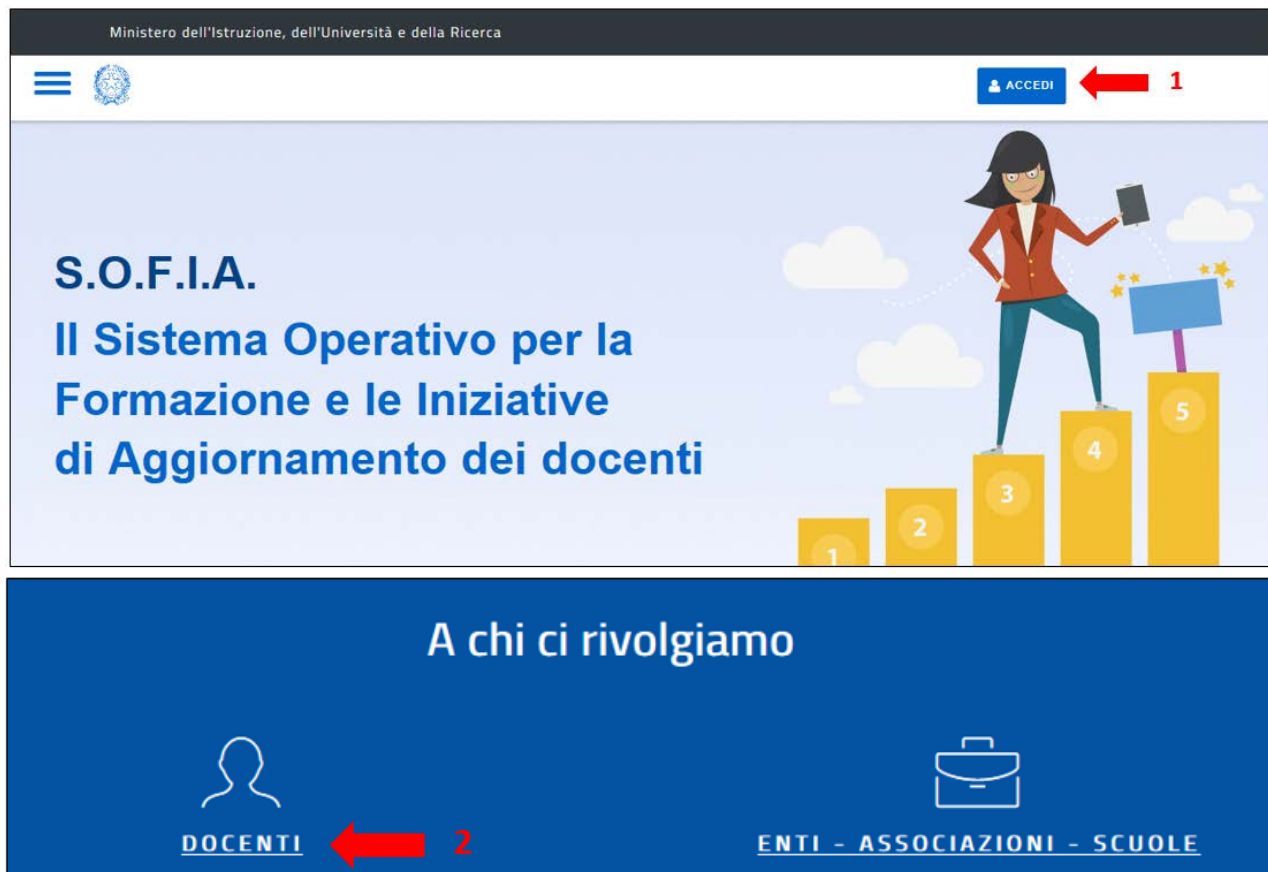 Ministero dell'Istruzione, dell'Università e della Ricerca
ACCEDI
1
S.O.F.I.A.
Il Sistema Operativo per la
Formazione e le Iniziative
di Aggiornamento dei docenti
1
2
3
4
5
A chi ci rivolgiamo
DOCENTI
2
ENTI - ASSOCIAZIONI - SCUOLE